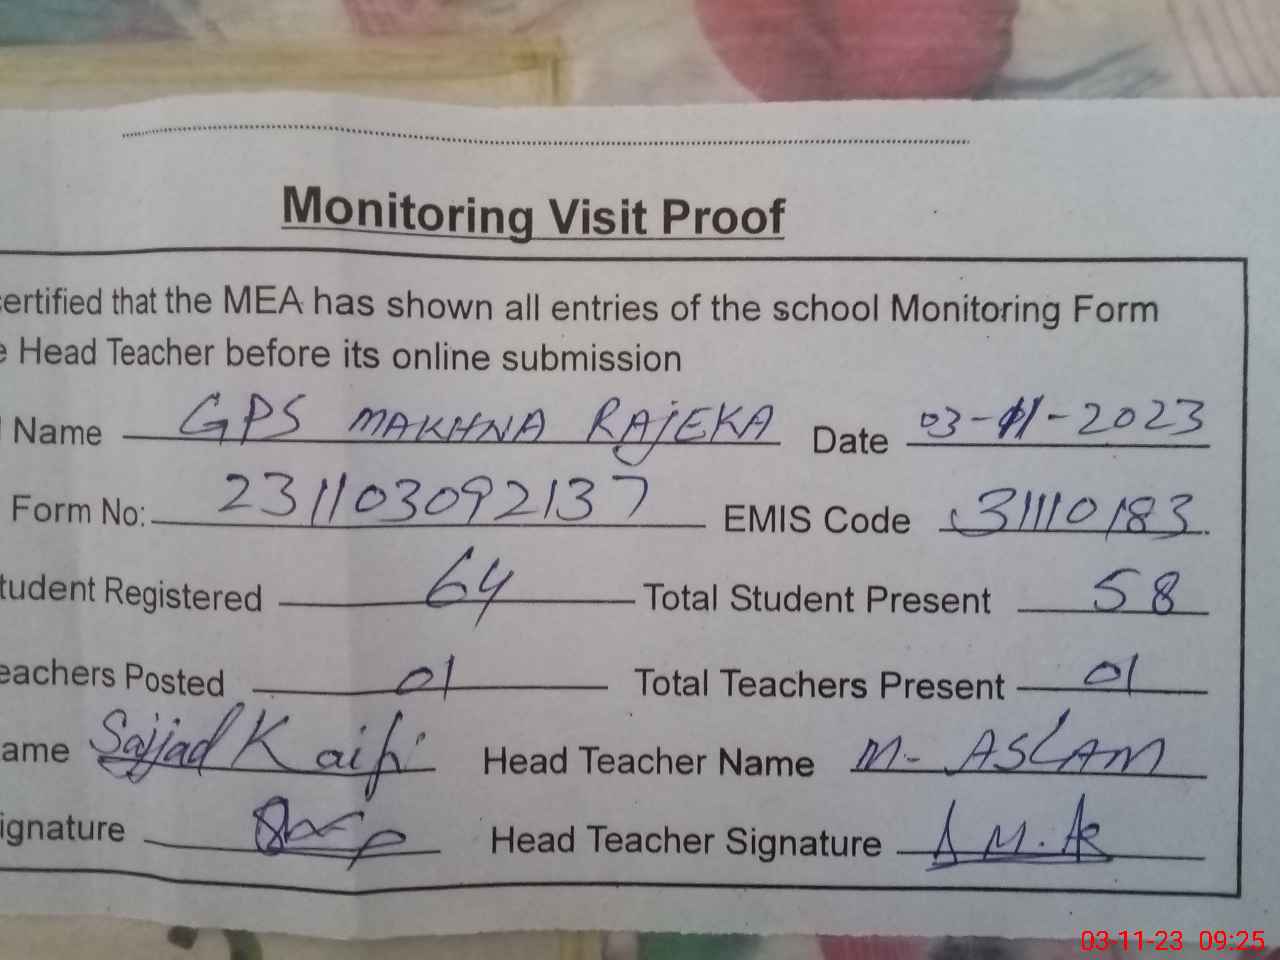 Monitoring Visit Proof
certified that the MEA has shown all entries of the school Monitoring Form
e Head Teacher before its online submission
Name GPS MAKHNA RAJEKA Date 03-11-2023
Form No: 231103092137 EMIS Code 31110183
tudent Registered 64 Total Student Present 58
eachers Posted 01 Total Teachers Present 01
ame Sajjad Kaifi Head Teacher Name M. ASLAM
ignature Head Teacher Signature
03-11-23 09:25